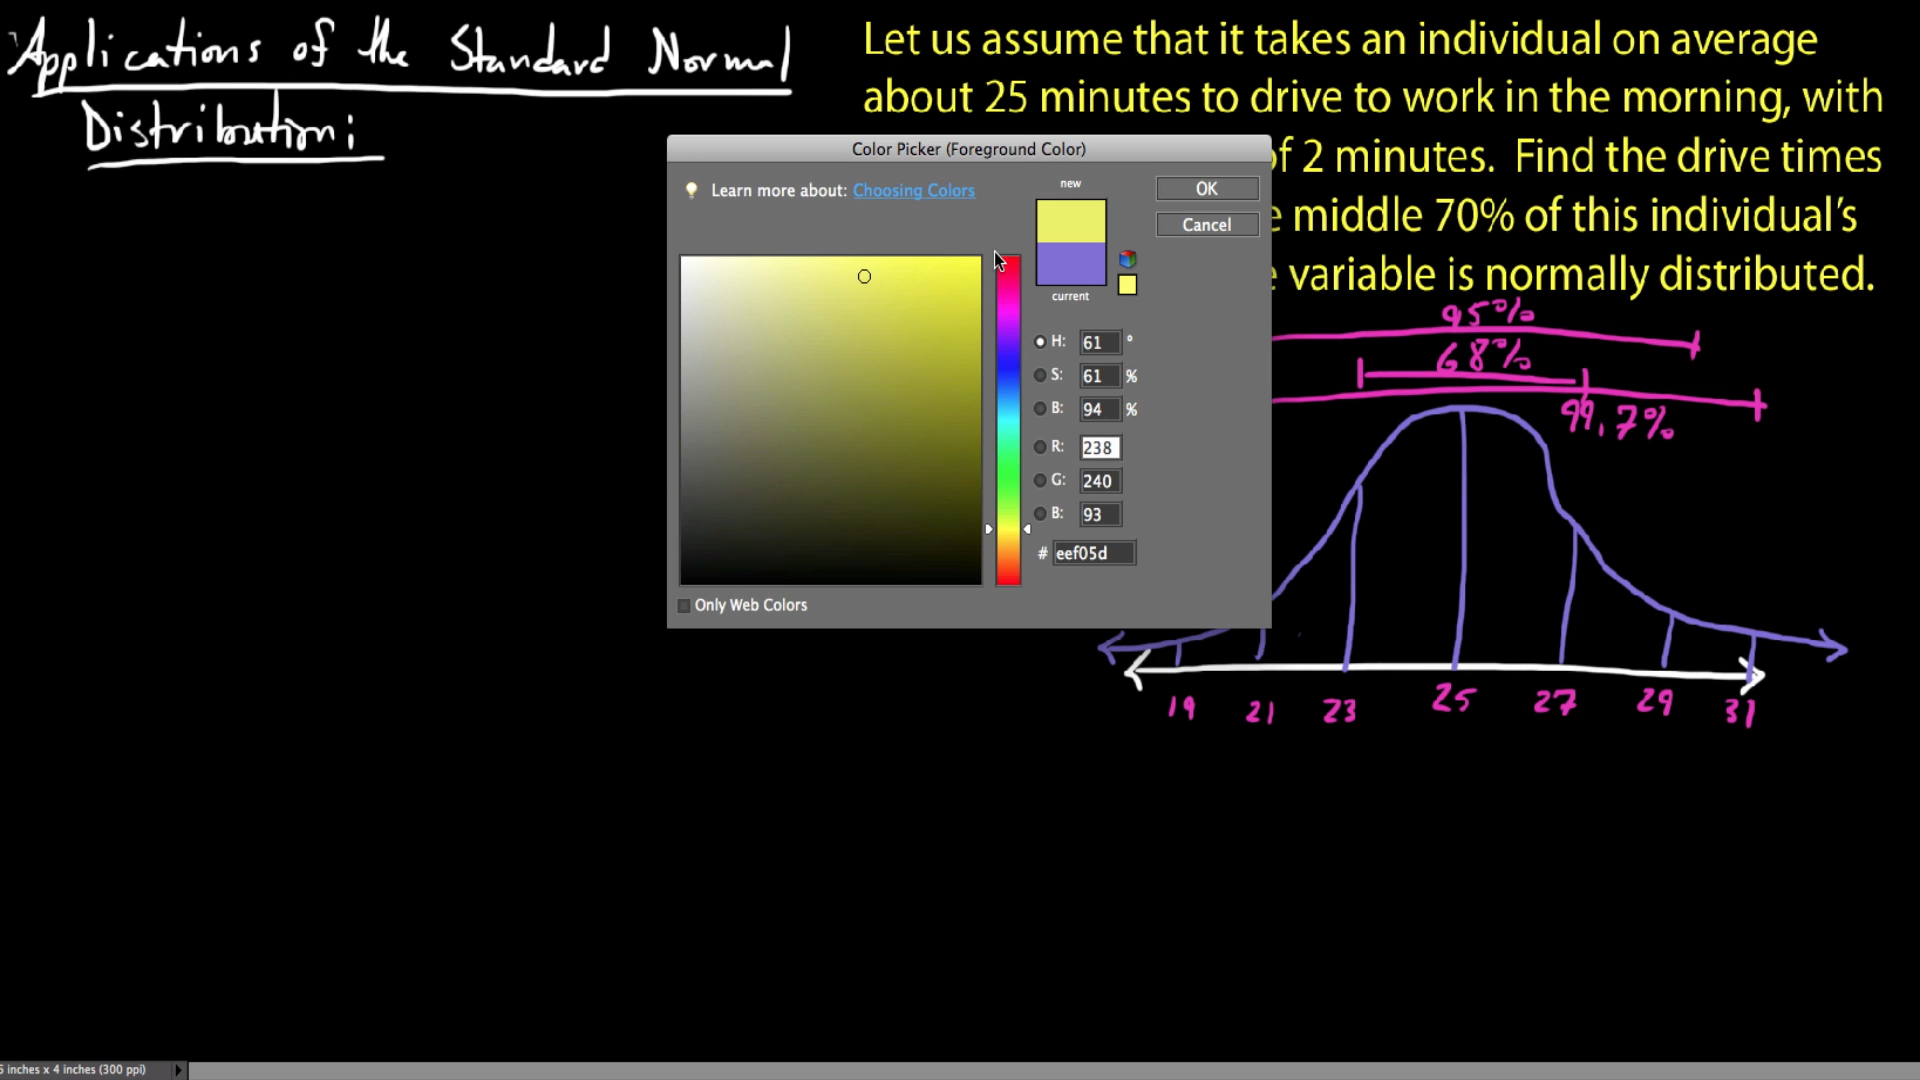 Applications of the Standard Normal
Distribution:
Let us assume that it takes an individual on average
about 25 minutes to drive to work in the morning, with
of 2 minutes. Find the drive times
middle 70% of this individual's
variable is normally distributed.
Color Picker (Foreground Color)
Learn more about: Choosing Colors
new
current
OK
Cancel
H: 61 °
S: 61 %
B: 94 %
R: 238
G: 240
B: 93
# eef05d
Only Web Colors
95%
68%
99.7%
19 21 23 25 27 29 31
inches x 4 inches (300 ppi)